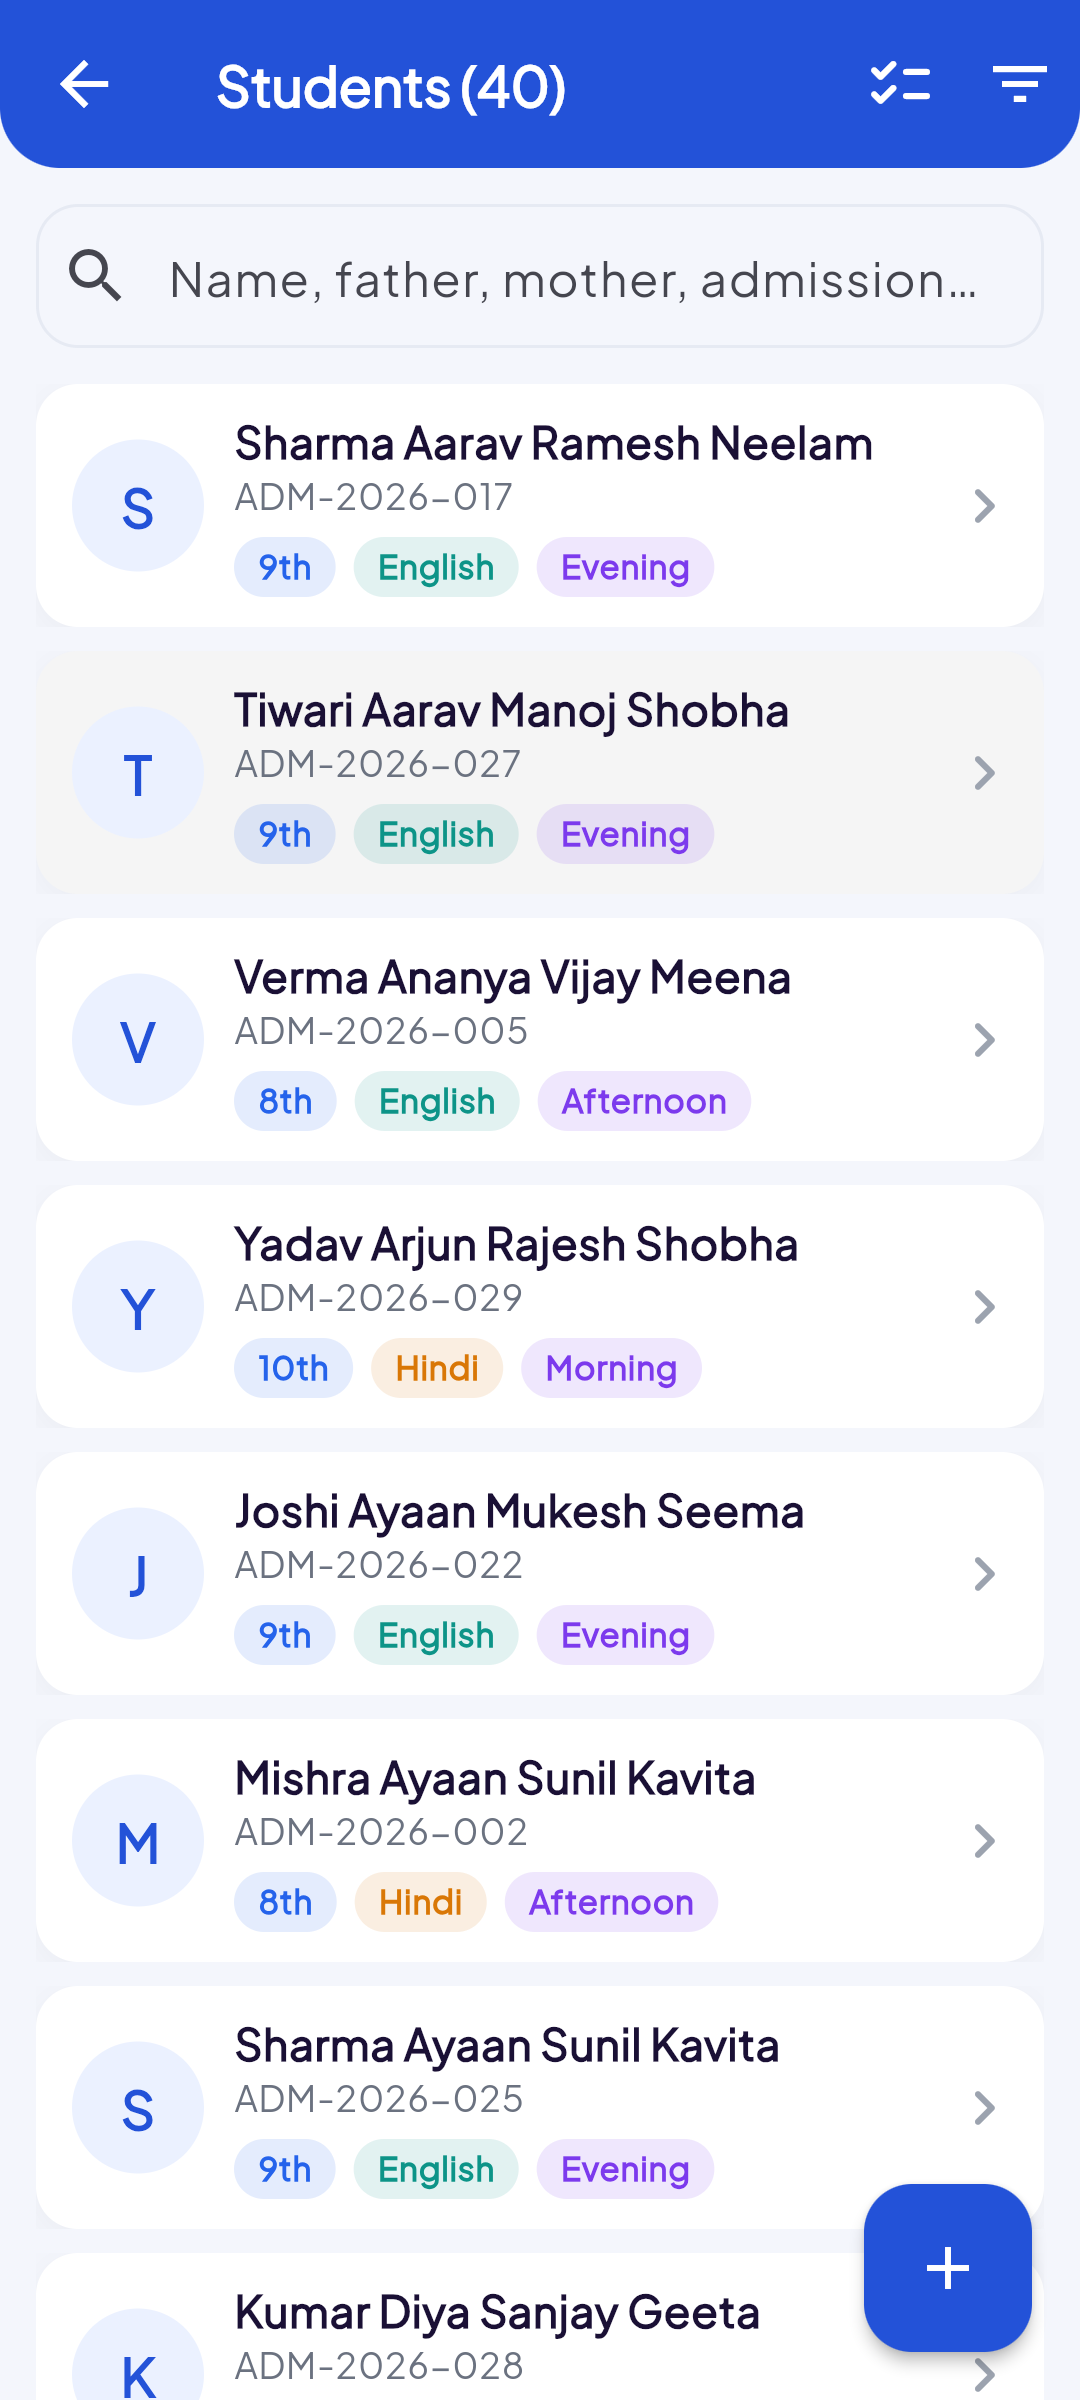 Students (40)
Name, father, mother, admission...
S
Sharma Aarav Ramesh Neelam
ADM-2026-017
9th English Evening
T
Tiwari Aarav Manoj Shobha
ADM-2026-027
9th English Evening
V
Verma Ananya Vijay Meena
ADM-2026-005
8th English Afternoon
Y
Yadav Arjun Rajesh Shobha
ADM-2026-029
10th Hindi Morning
J
Joshi Ayaan Mukesh Seema
ADM-2026-022
9th English Evening
M
Mishra Ayaan Sunil Kavita
ADM-2026-002
8th Hindi Afternoon
S
Sharma Ayaan Sunil Kavita
ADM-2026-025
9th English Evening
K
Kumar Diya Sanjay Geeta
ADM-2026-028